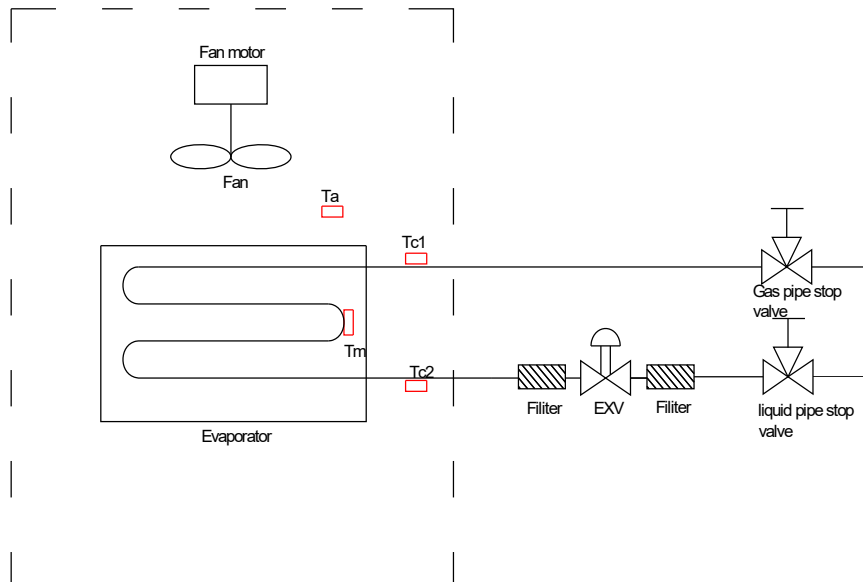 Fan motor
Fan
Ta
Tc1
Gas pipe stop
valve
Tm
Tc2
Filiter
EXV
Filiter
liquid pipe stop
valve
Evaporator